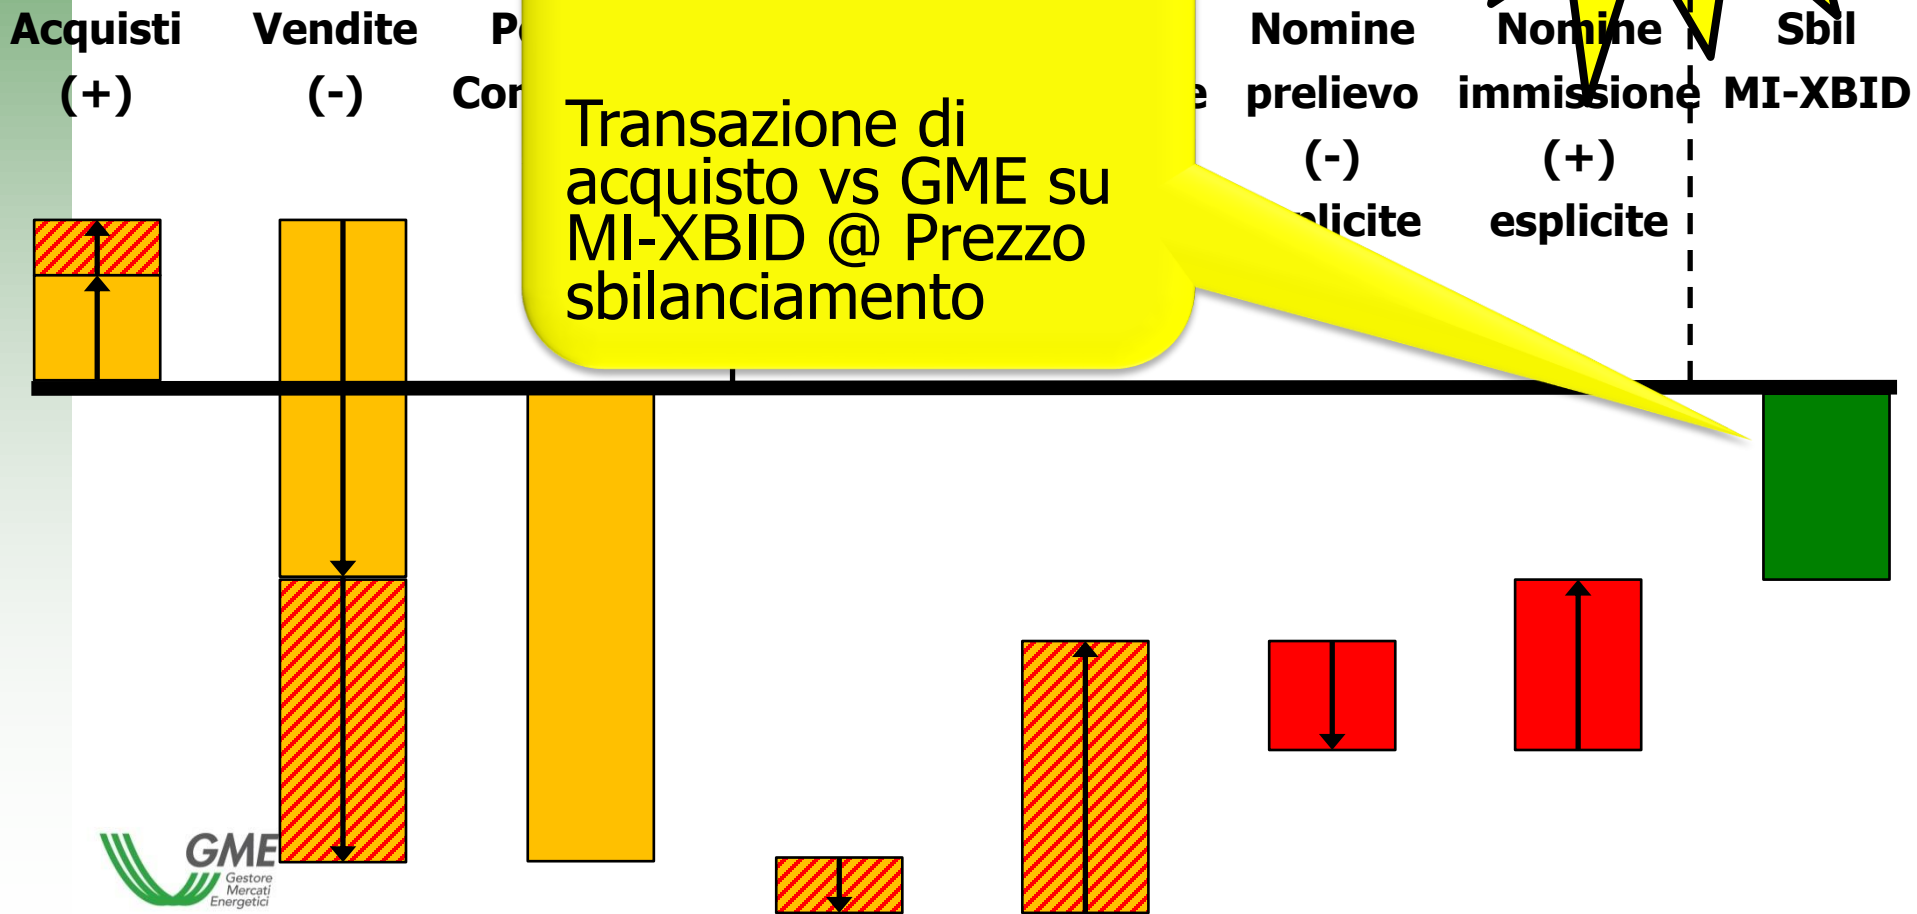 Acquisti Vendite Nomine Nomine Sbil
(+) (-) prelievo immissione MI-XBID
(-) (+)
esplicite
Transazione di
acquisto vs GME su
MI-XBID @ Prezzo
sbilanciamento
GME
Gestore
Mercati
Energetici